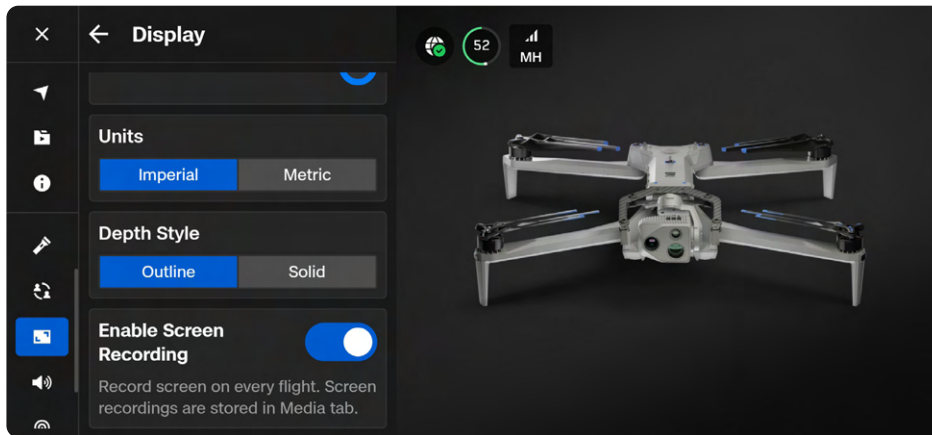 Display
52
MH
Units
Imperial
Metric
Depth Style
Outline
Solid
Enable Screen
Recording
Record screen on every flight. Screen
recordings are stored in Media tab.